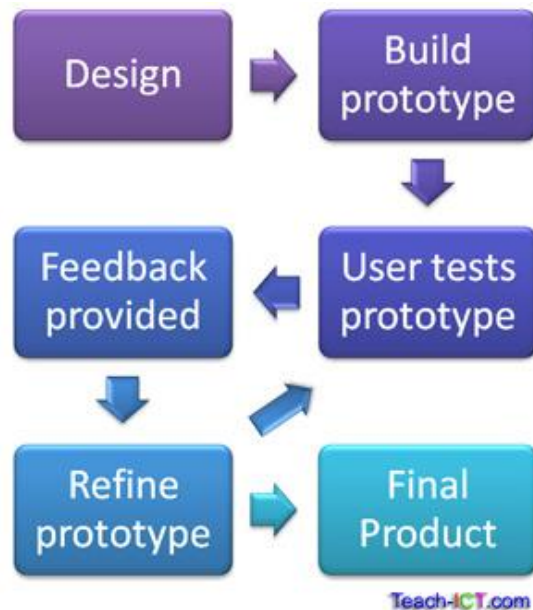 Design
Build
prototype
User tests
prototype
Feedback
provided
Refine
prototype
Final
Product
Teach-ICT.com